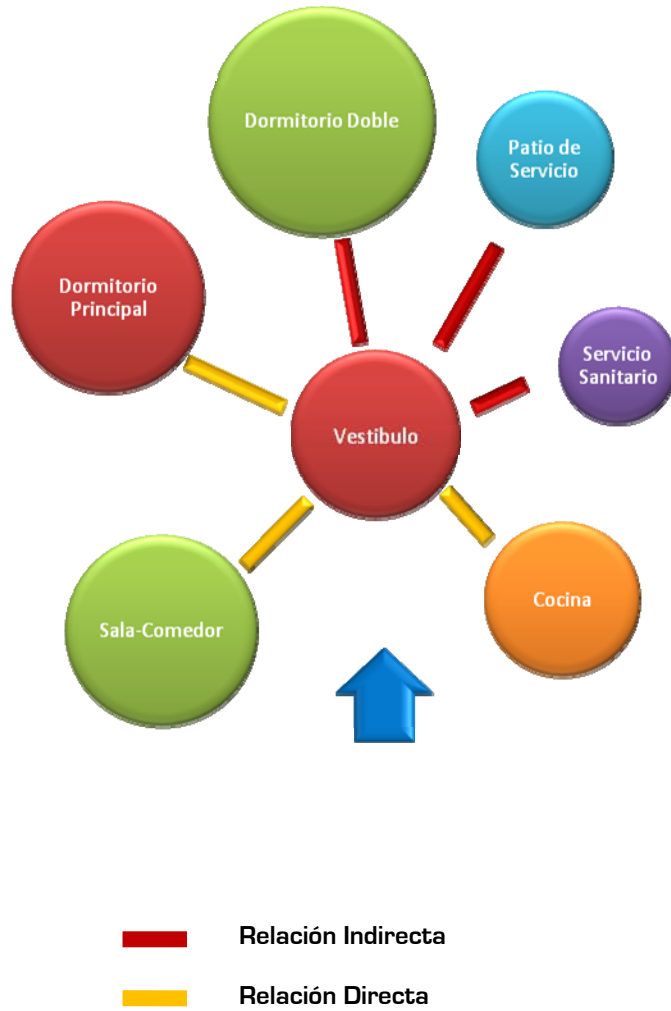 Dormitorio Doble
Patio de
Servicio
Dormitorio
Principal
Servicio
Sanitario
Vestibulo
Cocina
Sala-Comedor
Relación Indirecta
Relación Directa